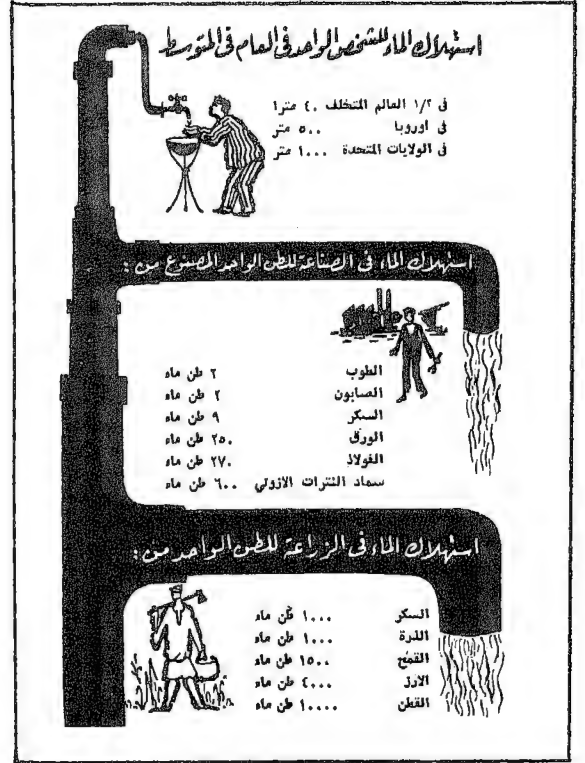 استهلاك الماء للشخص الواحد في العام في المتوسط
في ١/٢ العالم المتخلف ٤٠ مترا
في اوروبا ٥٠٠ متر
في الولايات المتحدة ١٠٠٠ متر
استهلاك الماء في الصناعة للطن الواحد المصنوع من :
الطوب ٢ طن ماء
الصابون ٢ طن ماء
السكر ٩ طن ماء
الورق ٢٥٠ طن ماء
الفولاذ ٢٧٠ طن ماء
سماد النترات الازولي ٦٠٠ طن ماء
استهلاك الماء في الزراعة للطن الواحد من :
السكر ١٠٠٠ طن ماء
الذرة ١٠٠٠ طن ماء
القمح ١٥٠٠ طن ماء
الارز ٤٠٠٠ طن ماء
القطن ١٠٠٠٠ طن ماء